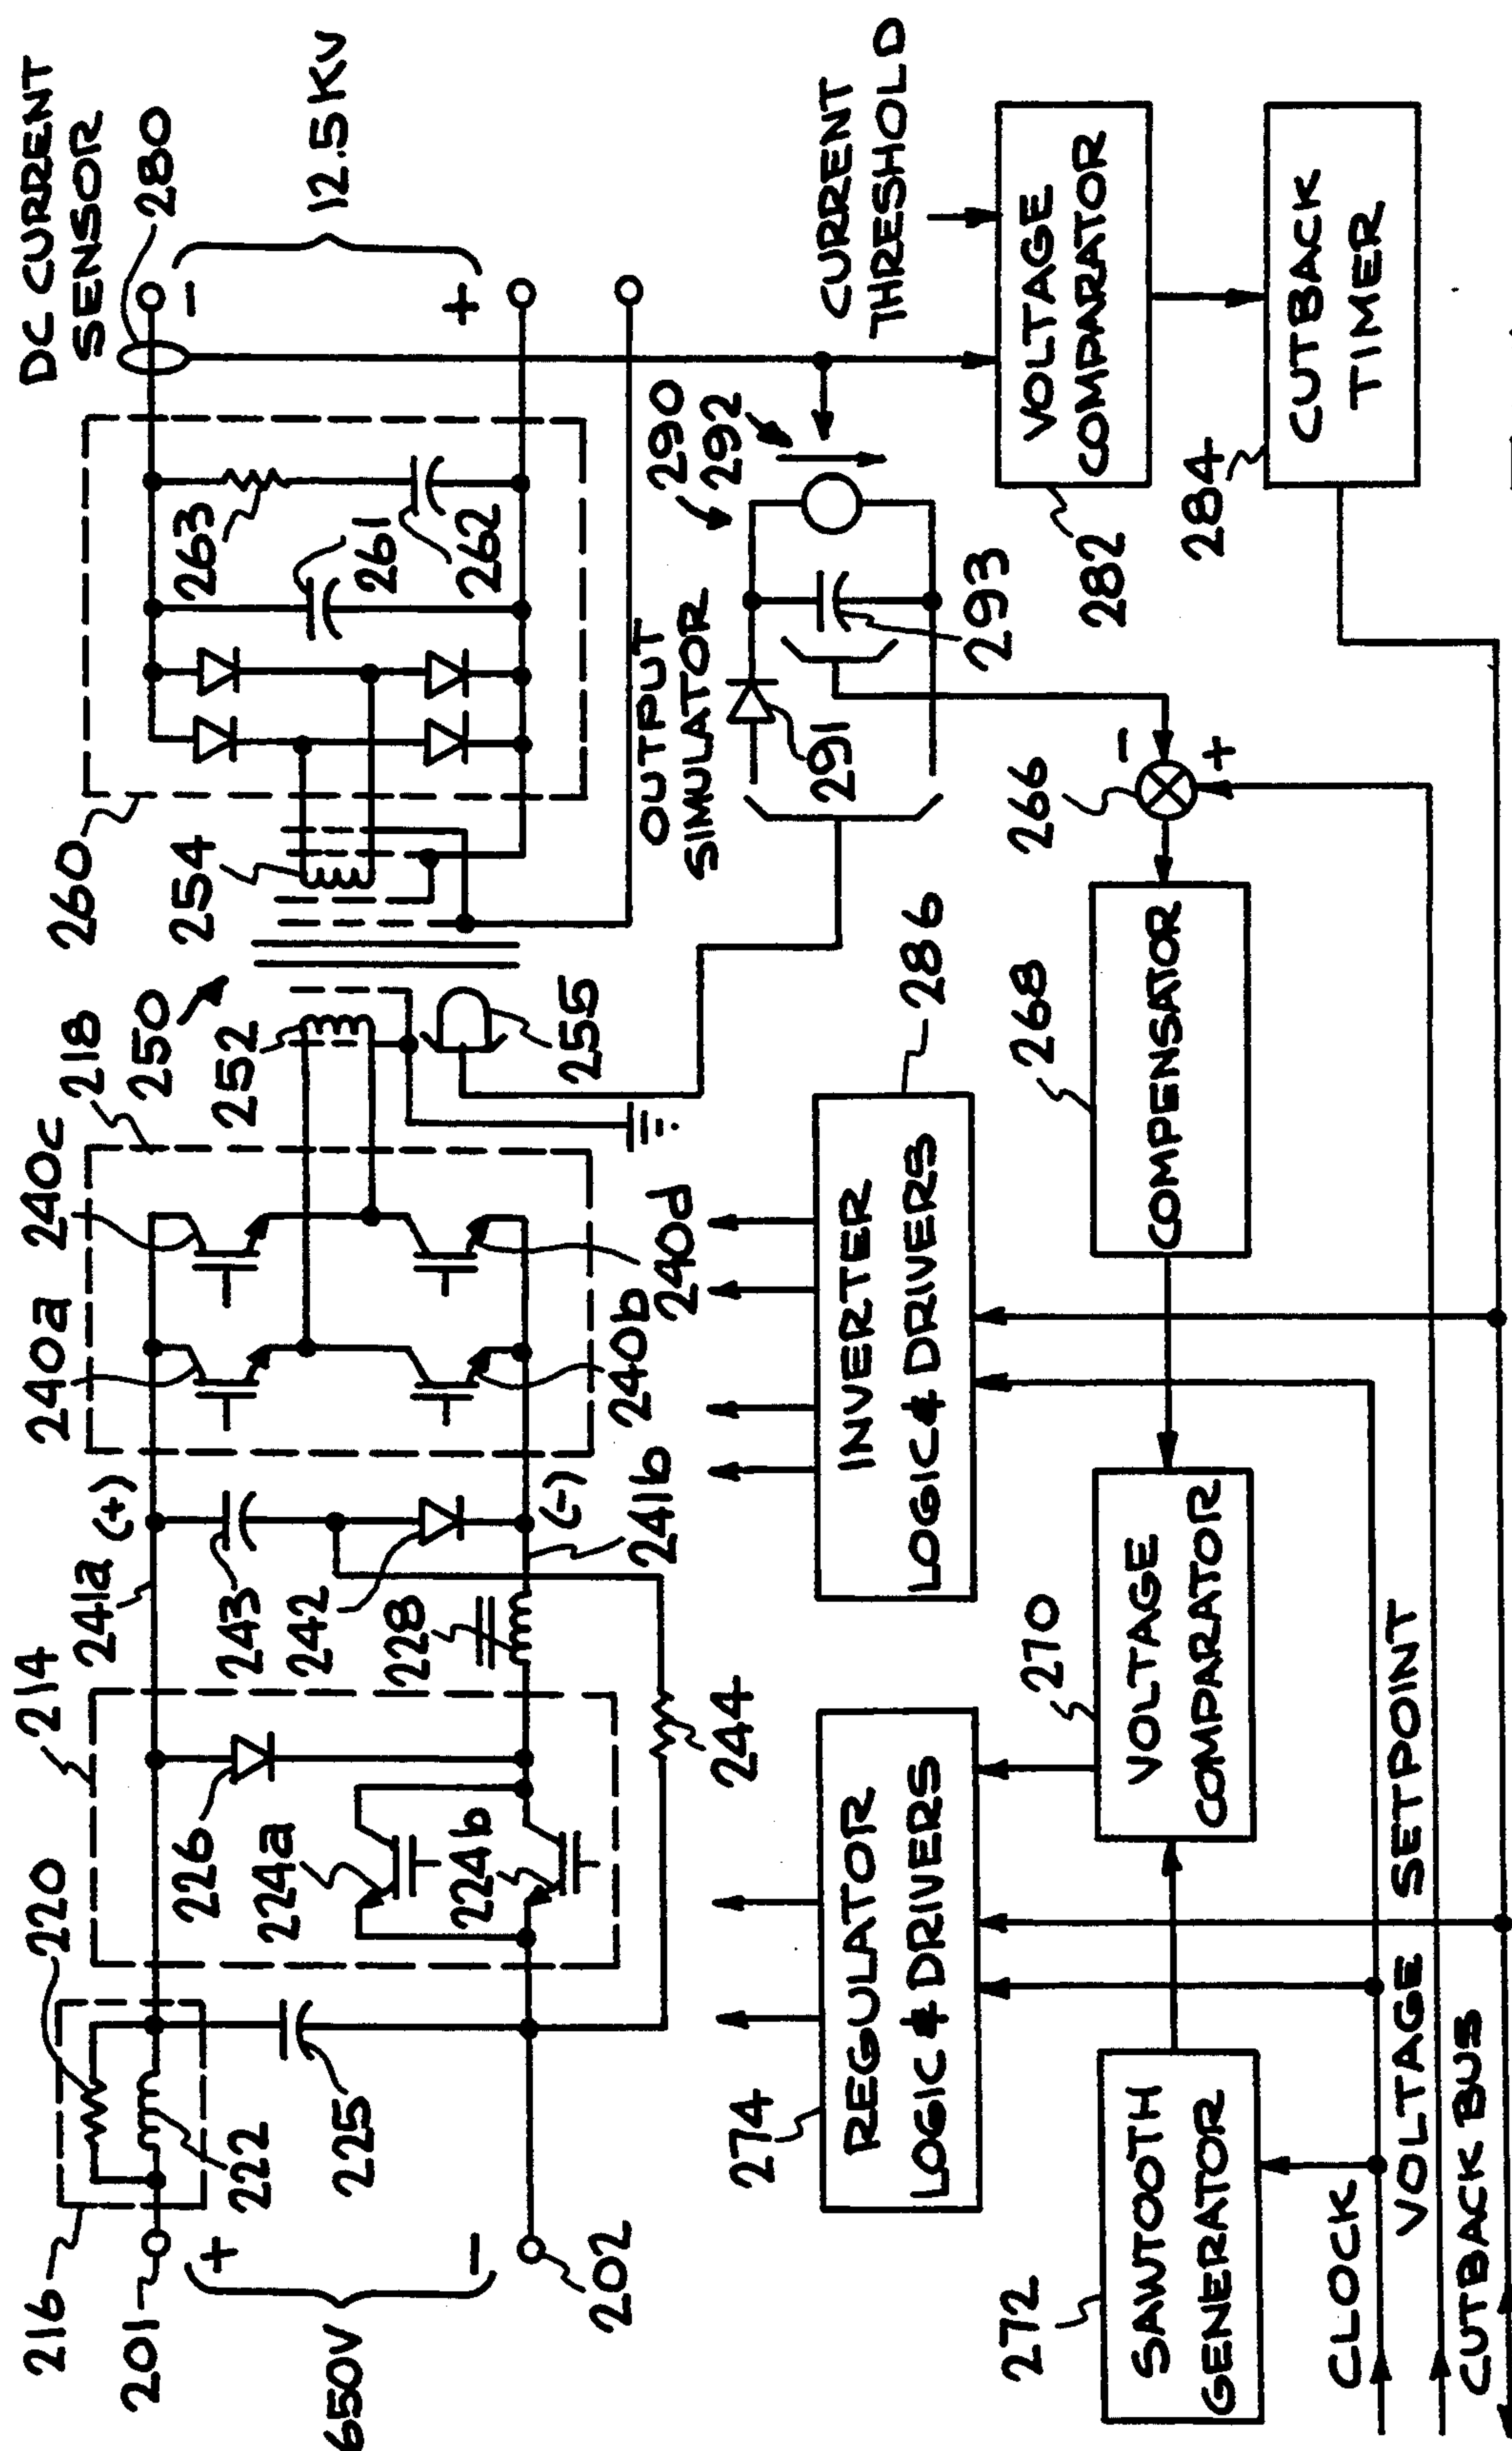 DC CURRENT
SENSOR
280
12.5KV
−
+
216
201
650V
+
−
202
220
222
225
214
226
224a
224b
241a
(+)
243
242
228
(-)
241b
244
240a
240c
218
240b
240d
250
252
255
254
260
263
261
262
OUTPUT
SIMULATOR
290
292
291
293
CURRENT
THRESHOLD
VOLTAGE
COMPARATOR
282
CUTBACK
TIMER
284
274
REGULATOR
LOGIC & DRIVERS
INVERTER
LOGIC & DRIVERS
286
272
SAWTOOTH
GENERATOR
270
VOLTAGE
COMPARATOR
268
COMPENSATOR
266
−
+
CLOCK
VOLTAGE SETPOINT
CUTBACK BUS